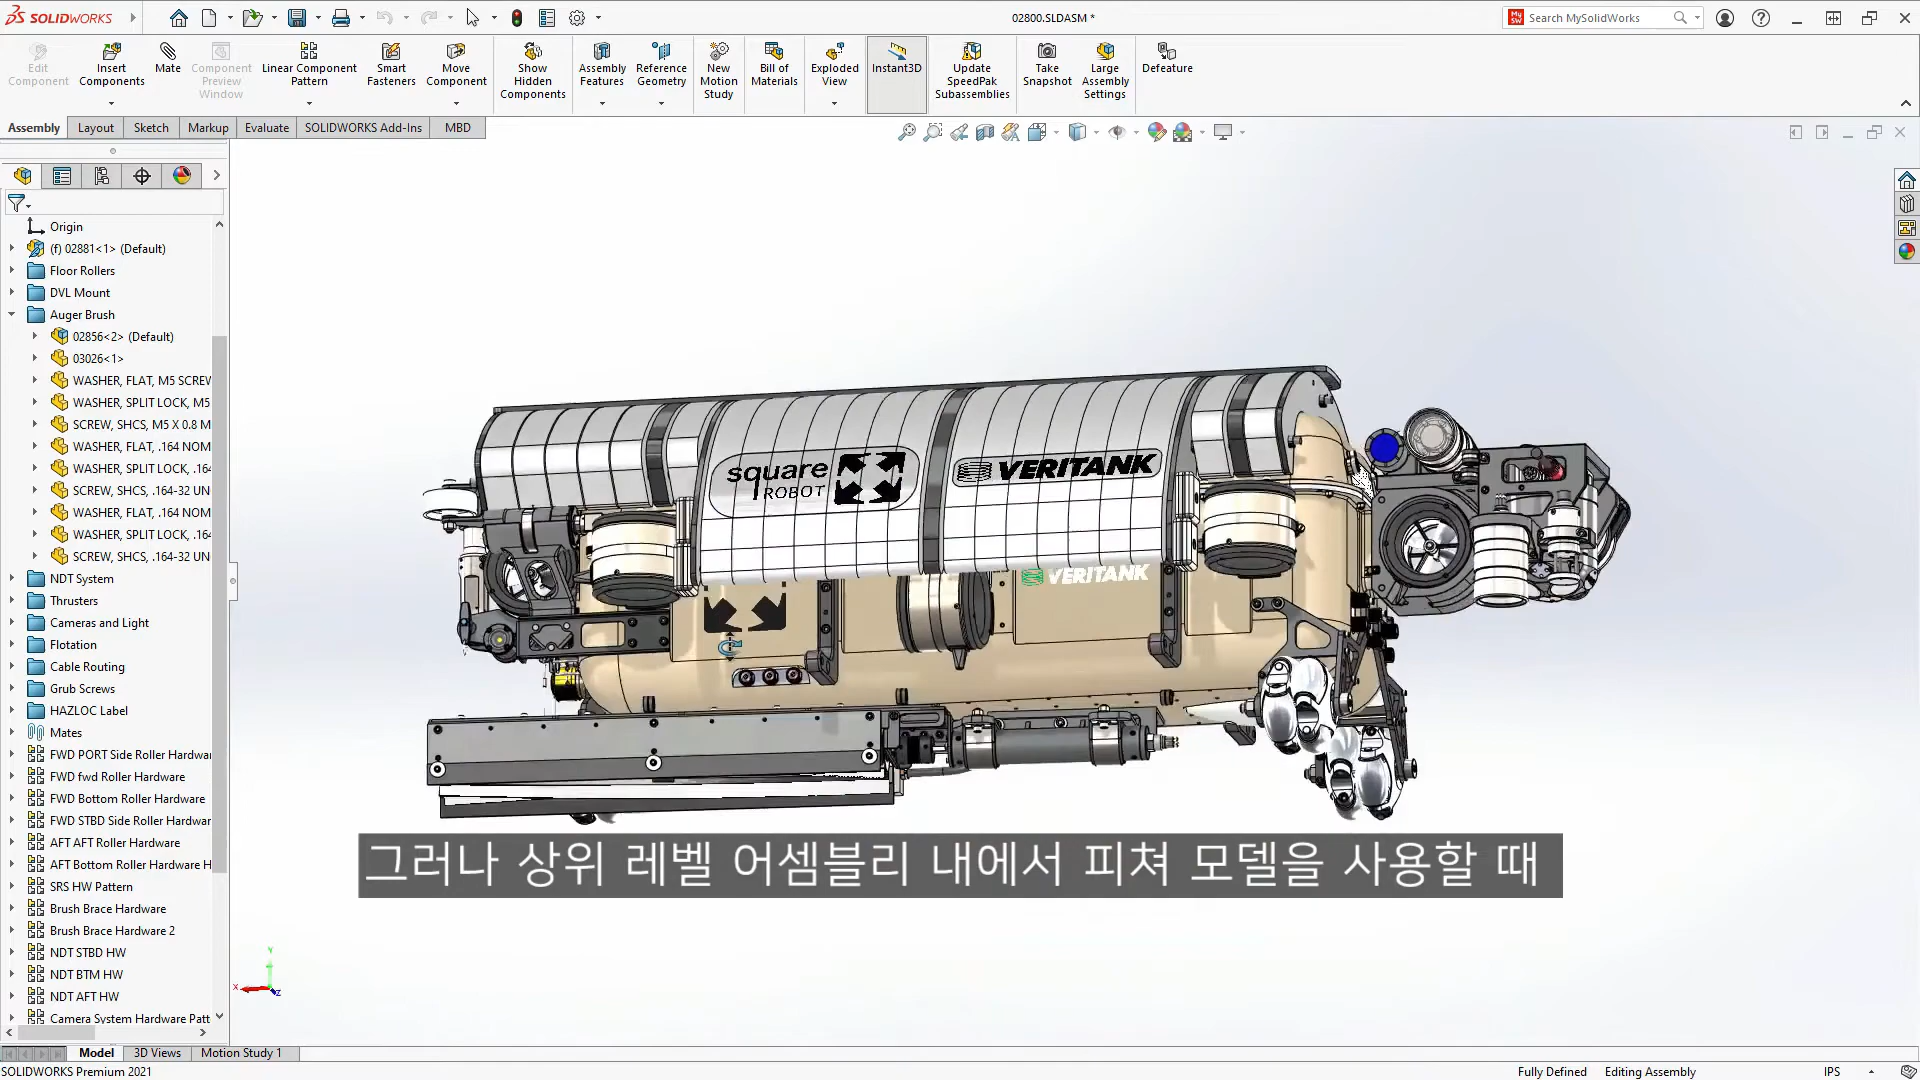 SOLIDWORKS
02800.SLDASM *
Search MySolidWorks
Edit Component
Insert Components
Mate
Component Preview Window
Linear Component Pattern
Smart Fasteners
Move Component
Show Hidden Components
Assembly Features
Reference Geometry
New Motion Study
Bill of Materials
Exploded View
Instant3D
Update SpeedPak Subassemblies
Take Snapshot
Large Assembly Settings
Defeature
Assembly
Layout
Sketch
Markup
Evaluate
SOLIDWORKS Add-Ins
MBD
Origin
(f) 02881<1> (Default)
Floor Rollers
DVL Mount
Auger Brush
02856<2> (Default)
03026<1>
WASHER, FLAT, M5 SCREW
WASHER, SPLIT LOCK, M5
SCREW, SHCS, M5 X 0.8 M
WASHER, FLAT, .164 NOM
WASHER, SPLIT LOCK, .164
SCREW, SHCS, .164-32 UN
WASHER, FLAT, .164 NOM
WASHER, SPLIT LOCK, .164
SCREW, SHCS, .164-32 UN
NDT System
Thrusters
Cameras and Light
Flotation
Cable Routing
Grub Screws
HAZLOC Label
Mates
FWD PORT Side Roller Hardwar
FWD fwd Roller Hardware
FWD Bottom Roller Hardware
FWD STBD Side Roller Hardwar
AFT AFT Roller Hardware
AFT Bottom Roller Hardware H
SRS HW Pattern
Brush Brace Hardware
Brush Brace Hardware 2
NDT STBD HW
NDT BTM HW
NDT AFT HW
Camera System Hardware Patt
square
ROBOT
VERITANK
VERITANK
그러나 상위 레벨 어셈블리 내에서 피쳐 모델을 사용할 때
Y
X
Z
Model
3D Views
Motion Study 1
SOLIDWORKS Premium 2021
Fully Defined
Editing Assembly
IPS